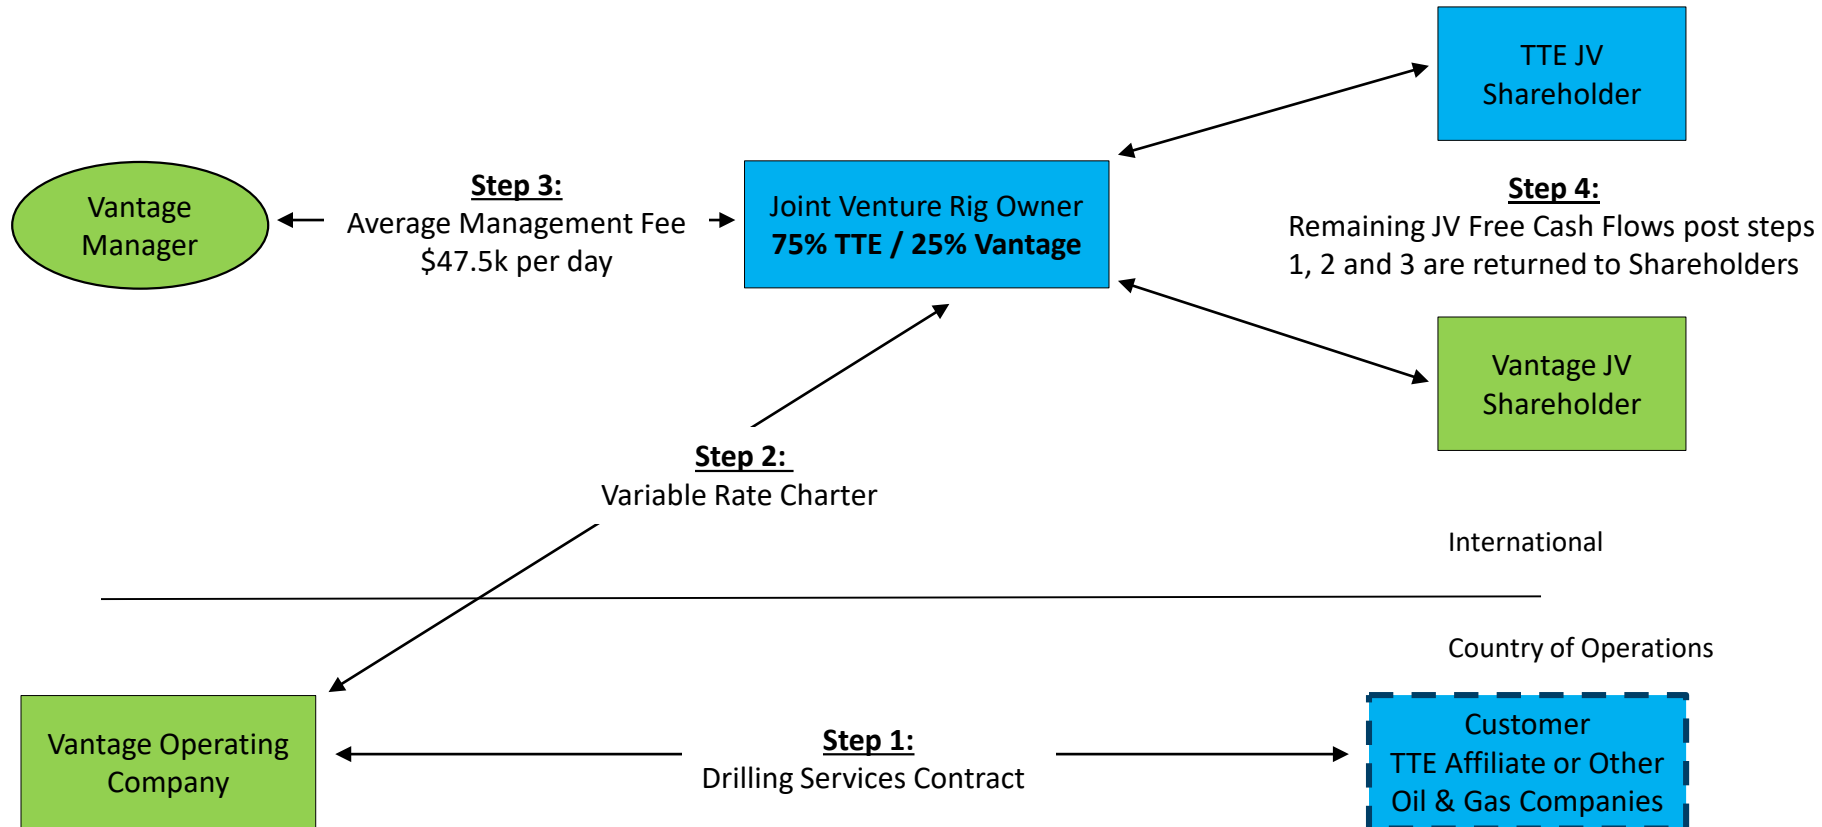 TTE JV
Shareholder
Vantage
Manager
Step 3:
Average Management Fee
$47.5k per day
Joint Venture Rig Owner
75% TTE / 25% Vantage
Step 4:
Remaining JV Free Cash Flows post steps
1, 2 and 3 are returned to Shareholders
Vantage JV
Shareholder
Step 2:
Variable Rate Charter
International
Country of Operations
Vantage Operating
Company
Step 1:
Drilling Services Contract
Customer
TTE Affiliate or Other
Oil & Gas Companies